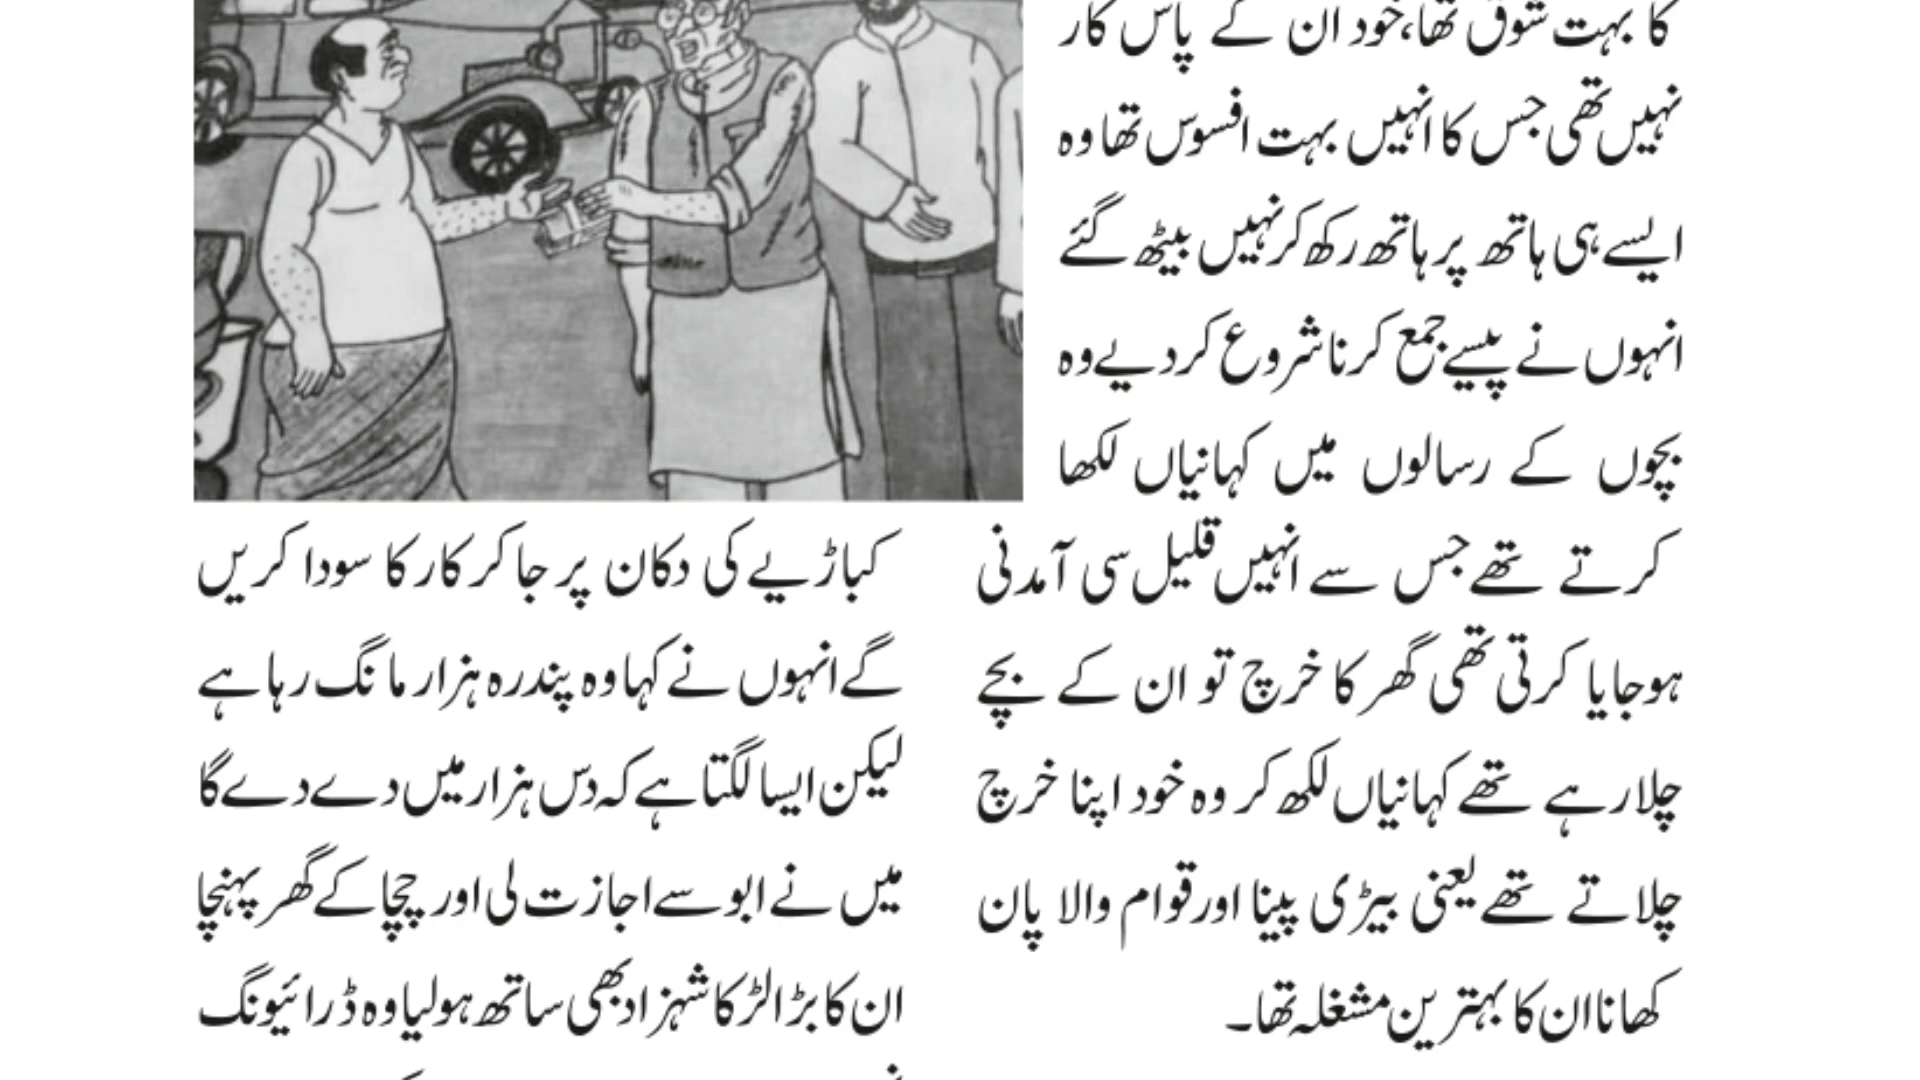 کا بہت شوق تھا، خود ان کے پاس کار
نہیں تھی جس کا انہیں بہت افسوس تھا وہ
ایسے ہی ہاتھ پر ہاتھ رکھ کر نہیں بیٹھ گئے
انہوں نے پیسے جمع کرنا شروع کردیے وہ
بچوں کے رسالوں میں کہانیاں لکھا
کرتے تھے جس سے انہیں قلیل سی آمدنی
ہوجایا کرتی تھی گھر کا خرچ تو ان کے بچے
چلا رہے تھے کہانیاں لکھ کر وہ خود اپنا خرچ
چلاتے تھے یعنی بیڑی پینا اور قوام والا پان
کھانا ان کا بہترین مشغلہ تھا۔
کباڑیے کی دکان پر جا کر کار کا سودا کریں
گے انہوں نے کہا وہ پندرہ ہزار مانگ رہا ہے
لیکن ایسا لگتا ہے کہ دس ہزار میں دے دے گا
میں نے ابو سے اجازت لی اور چچا کے گھر پہنچا
ان کا بڑا لڑکا شہزاد بھی ساتھ ہولیا وہ ڈرائیونگ